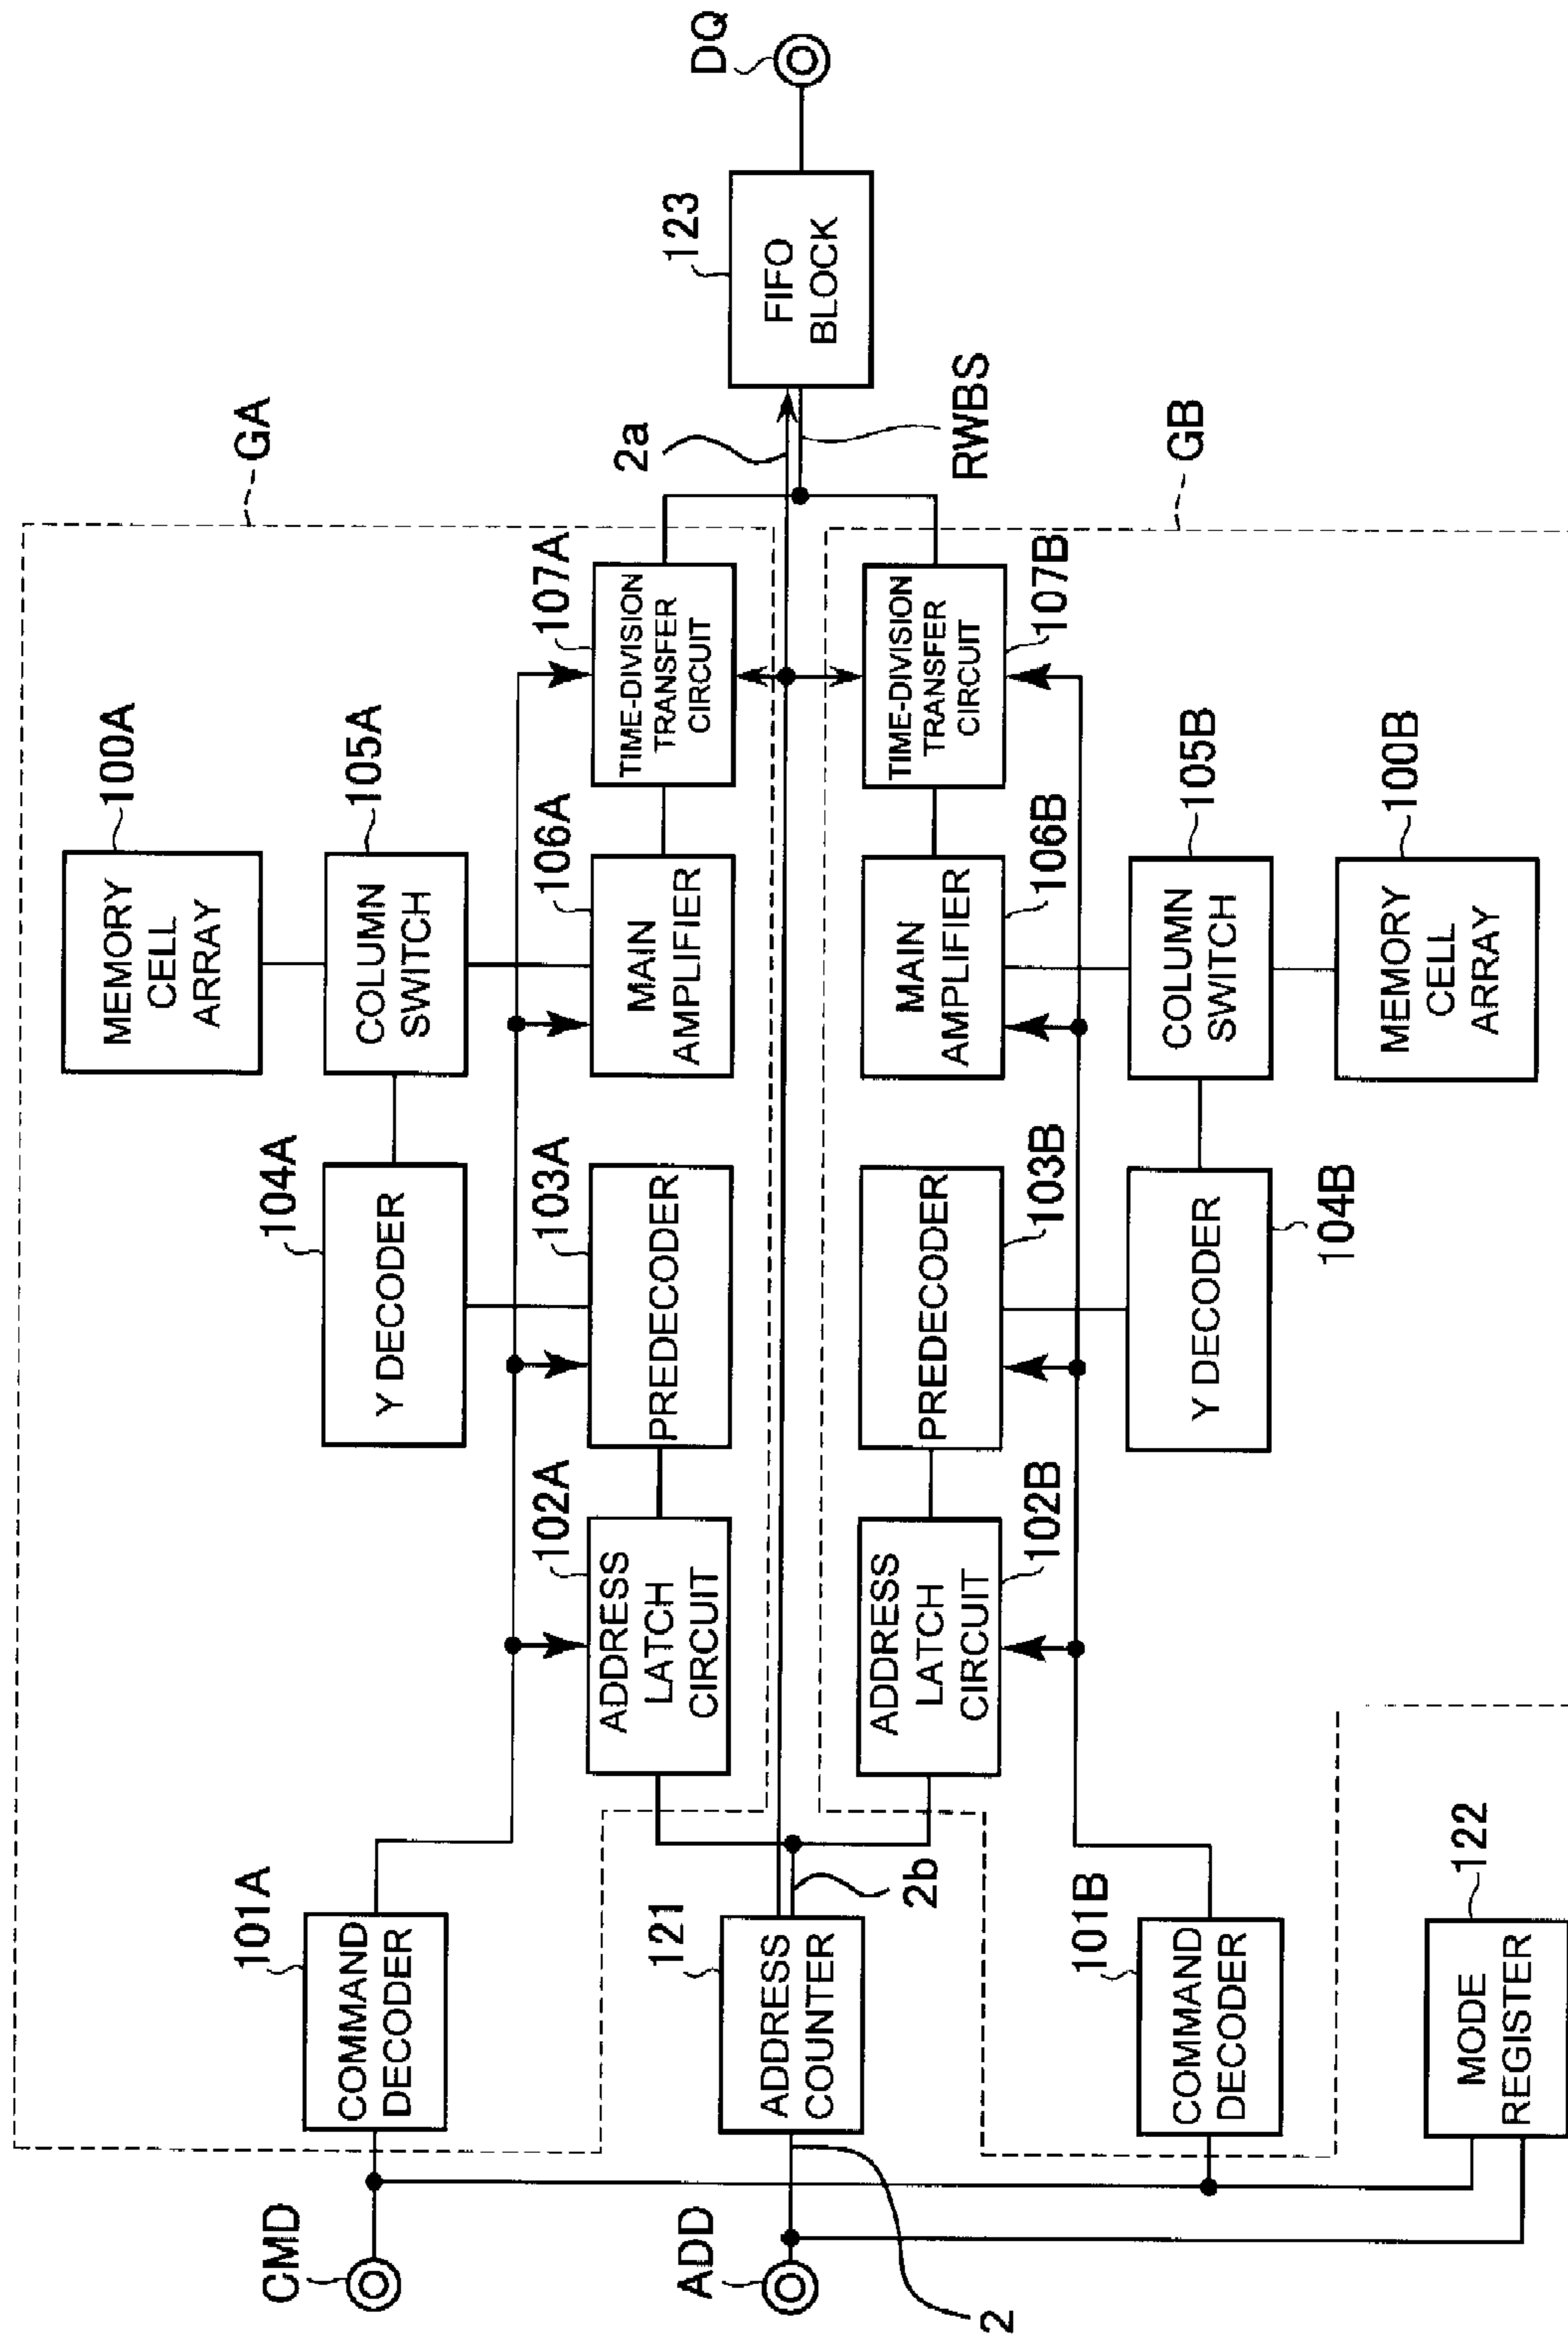 GA
100A
MEMORY
CELL
ARRAY
104A
Y DECODER
105A
COLUMN
SWITCH
101A
COMMAND
DECODER
CMD
102A
ADDRESS
LATCH
CIRCUIT
103A
PREDECODER
106A
MAIN
AMPLIFIER
107A
TIME-DIVISION
TRANSFER
CIRCUIT
2a
123
FIFO
BLOCK
DQ
ADD
2
121
ADDRESS
COUNTER
2b
RWBS
ADDRESS
LATCH
CIRCUIT
102B
PREDECODER
103B
MAIN
AMPLIFIER
106B
TIME-DIVISION
TRANSFER
CIRCUIT
107B
GB
101B
COMMAND
DECODER
Y DECODER
104B
COLUMN
SWITCH
105B
MEMORY
CELL
ARRAY
100B
122
MODE
REGISTER